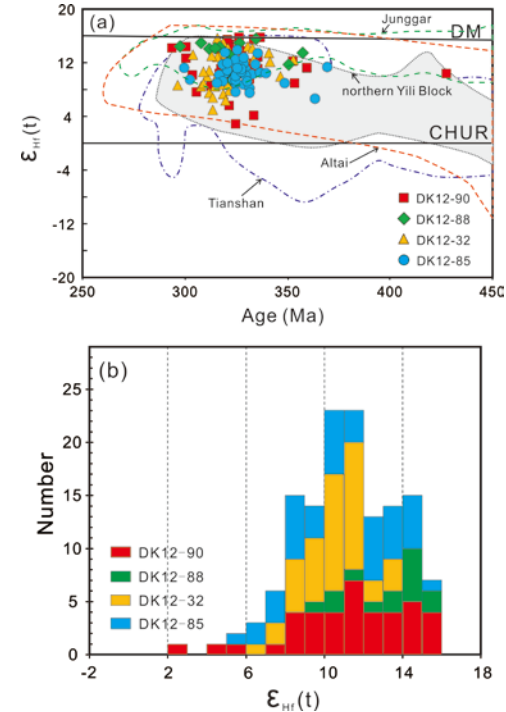 (a)
Junggar
DM
20
12
4
-4
-12
20
εHf(t)
northern Yili Block
CHUR
Altai
Tianshan
DK12-90
DK12-88
DK12-32
DK12-85
250 300 350 400 450
Age (Ma)
(b)
25
20
15
10
5
0
Number
DK12-90
DK12-88
DK12-32
DK12-85
-2 2 6 10 14 18
εHf(t)